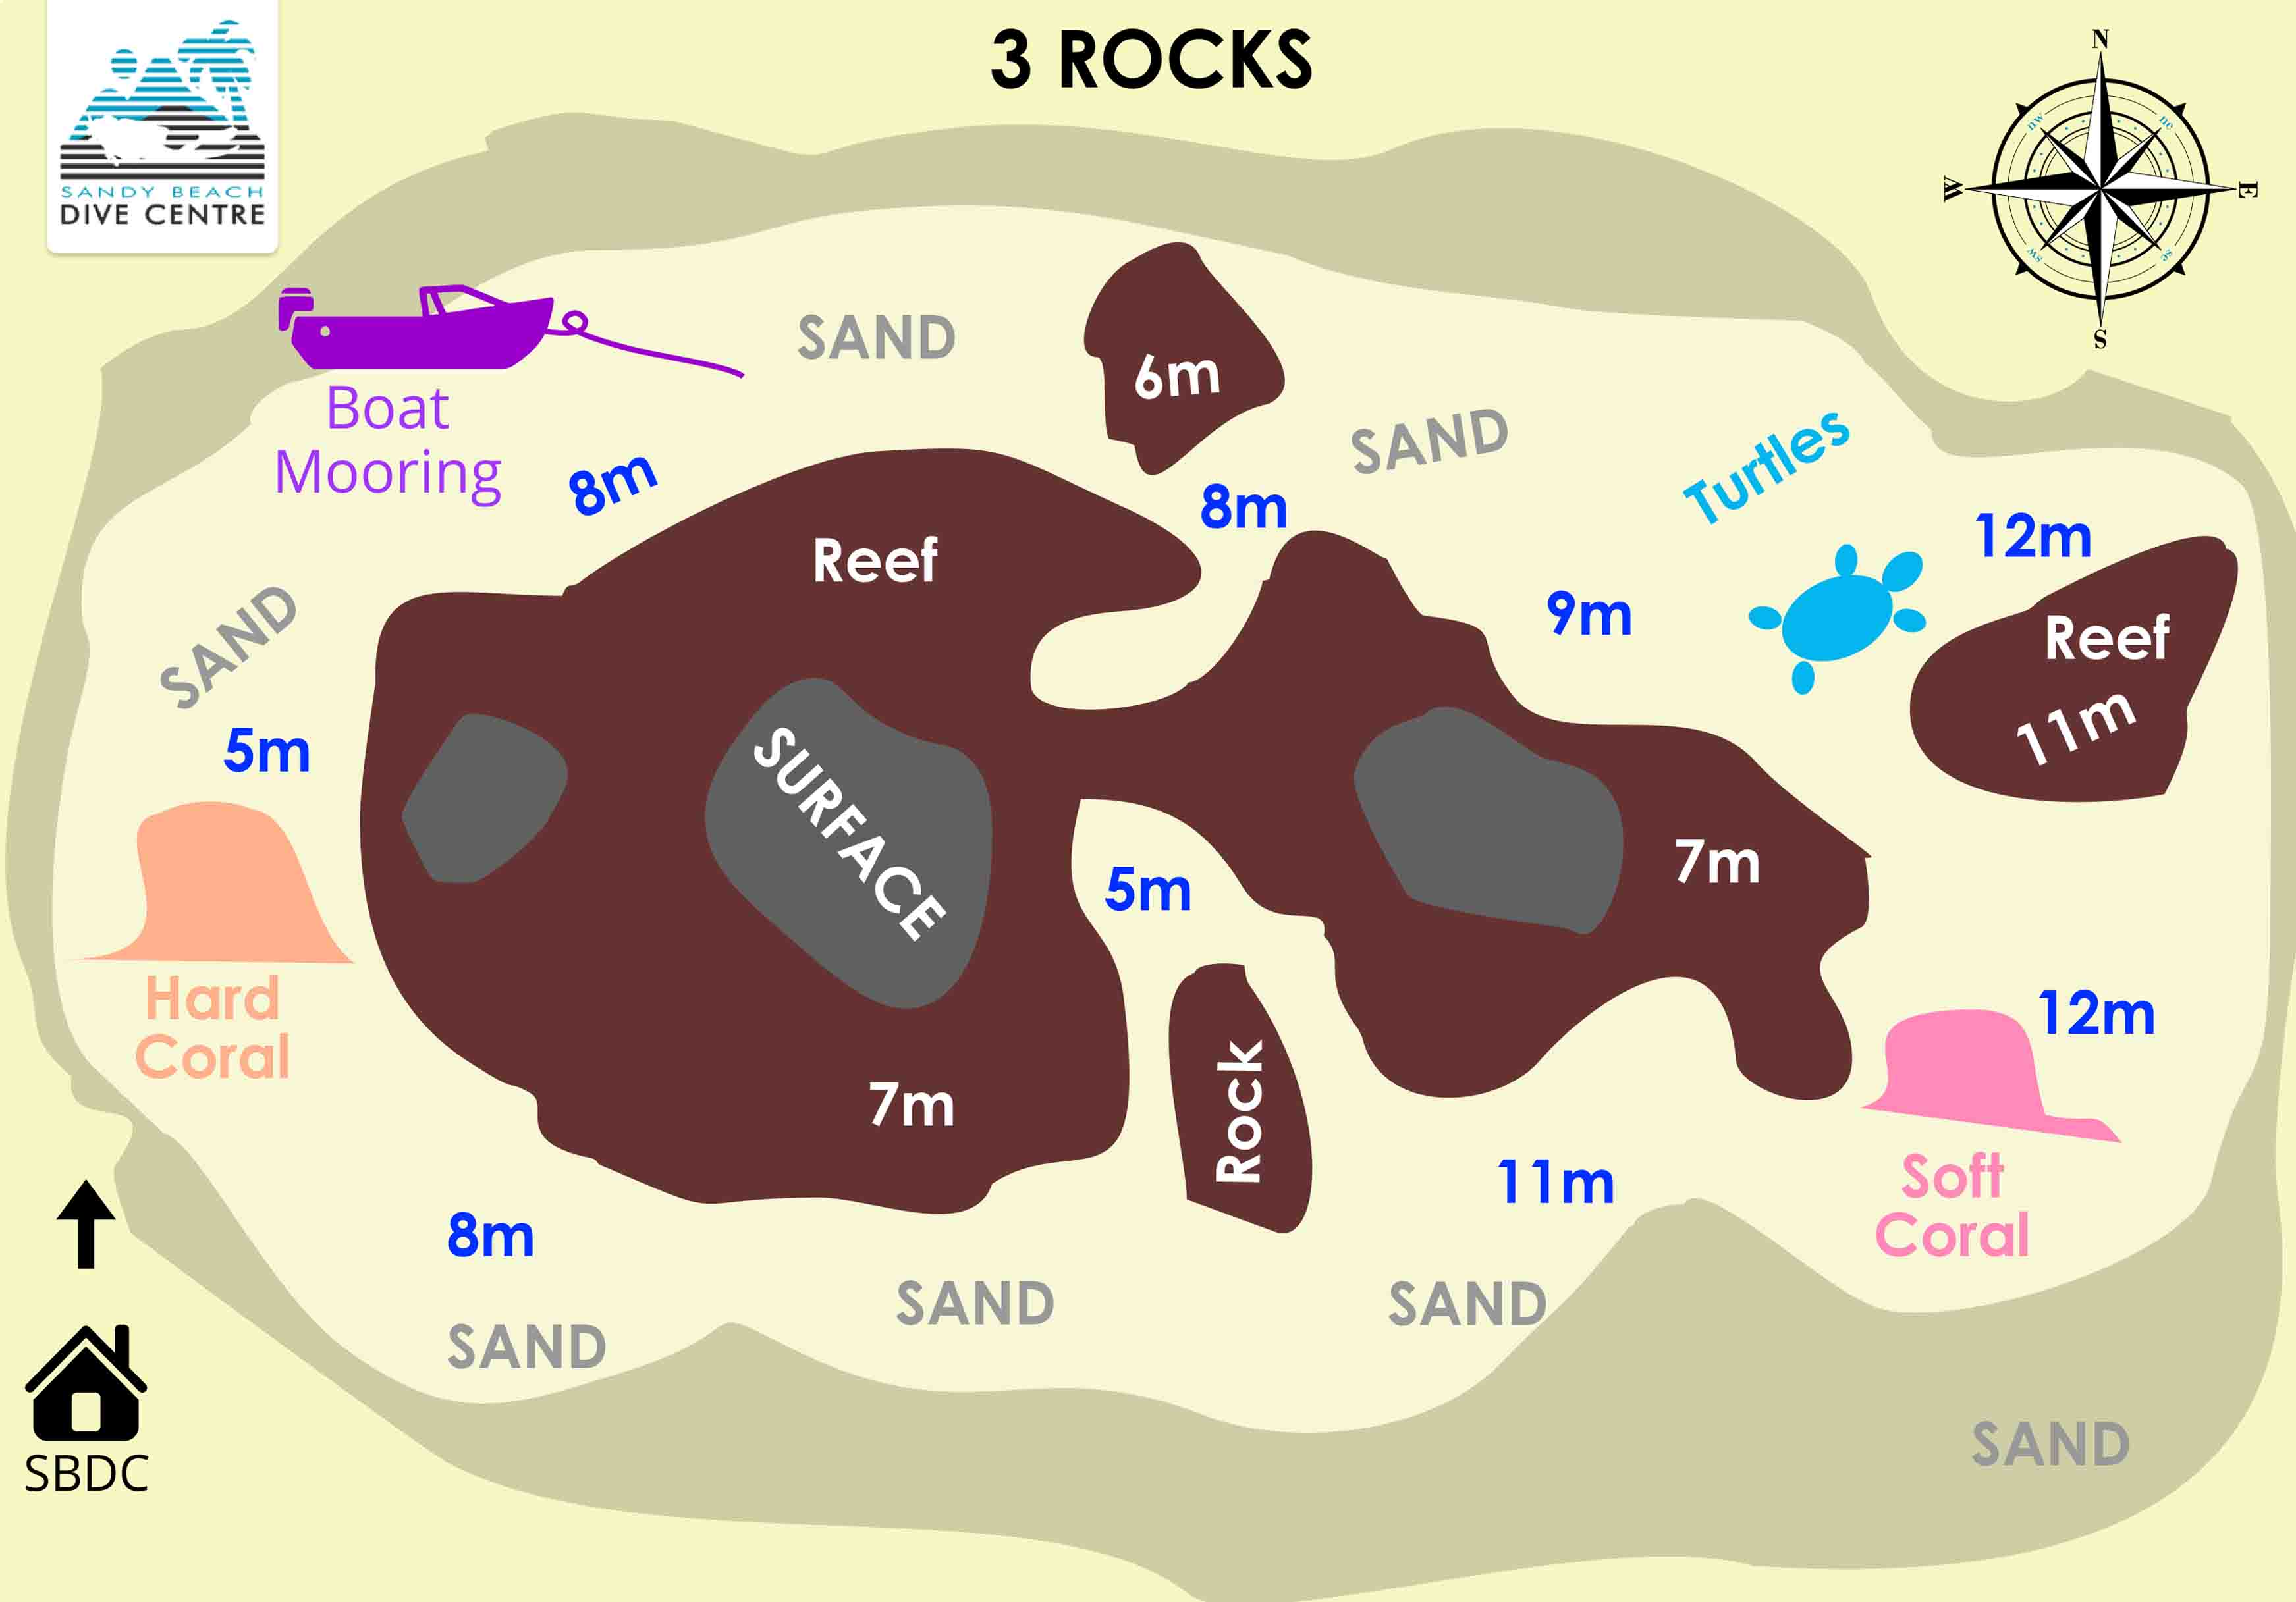 3 ROCKS
SANDY BEACH
DIVE CENTRE
N
nw
ne
W
E
sw
se
S
SAND
6m
Boat
Mooring
8m
SAND
Turtles
8m
12m
Reef
9m
Reef
SAND
11m
5m
SURFACE
7m
5m
Hard
Coral
12m
7m
Rock
11m
Soft
Coral
8m
SAND
SAND
SAND
SAND
SBDC